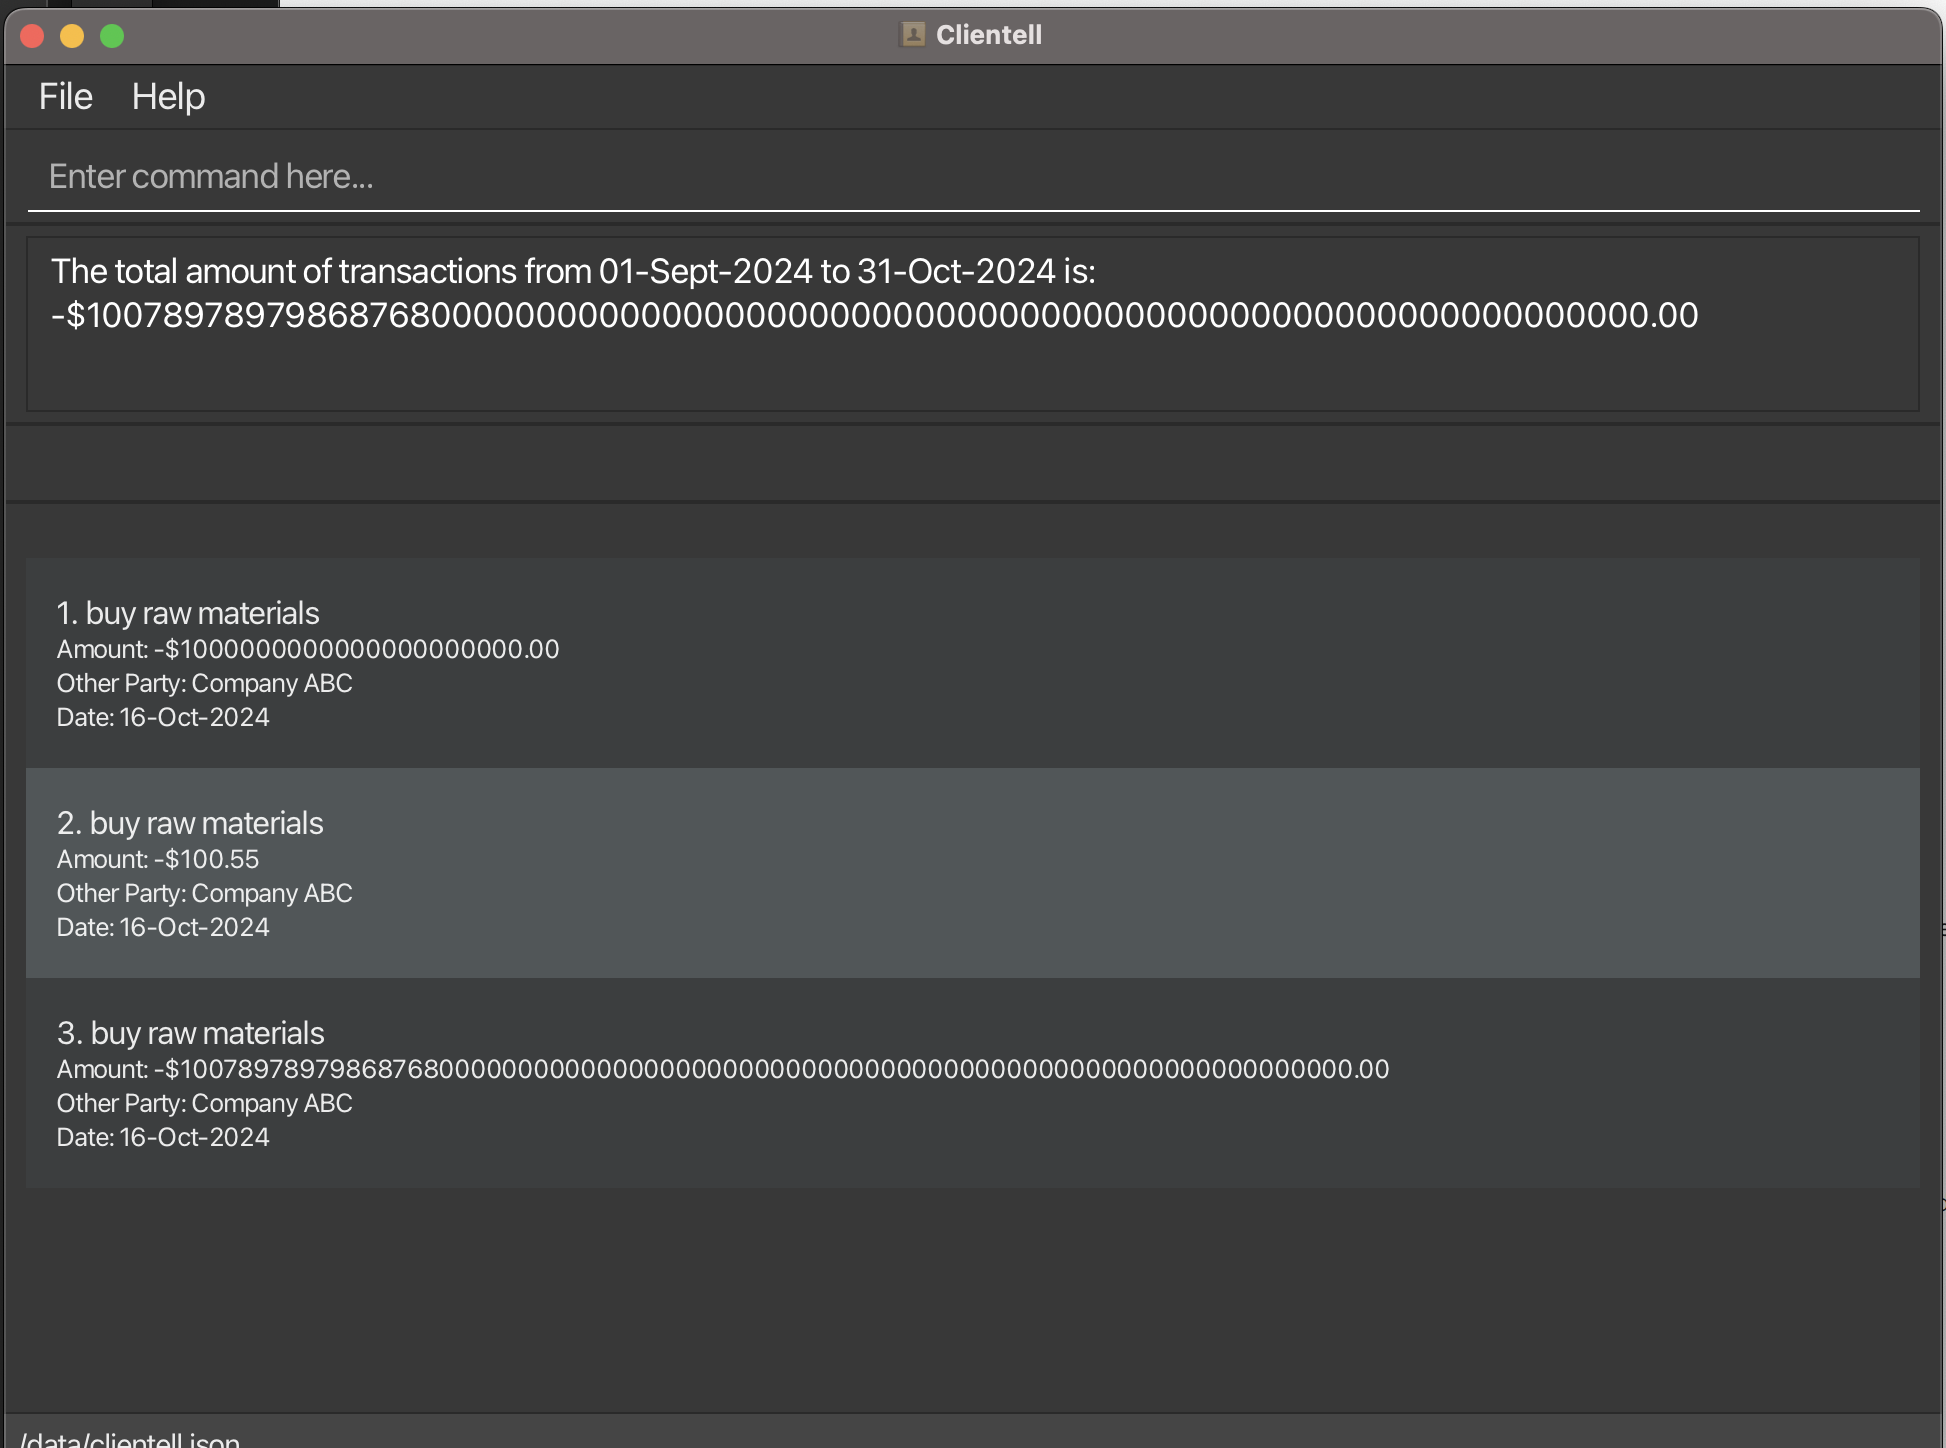 Clientell
File Help
Enter command here...
The total amount of transactions from 01-Sept-2024 to 31-Oct-2024 is:
-$100789789798687680000000000000000000000000000000000000000000000000000000000.00
1. buy raw materials
Amount: -$1000000000000000000000.00
Other Party: Company ABC
Date: 16-Oct-2024
2. buy raw materials
Amount: -$100.55
Other Party: Company ABC
Date: 16-Oct-2024
3. buy raw materials
Amount: -$100789789798687680000000000000000000000000000000000000000000000000000000000.00
Other Party: Company ABC
Date: 16-Oct-2024
/data/clientell.json